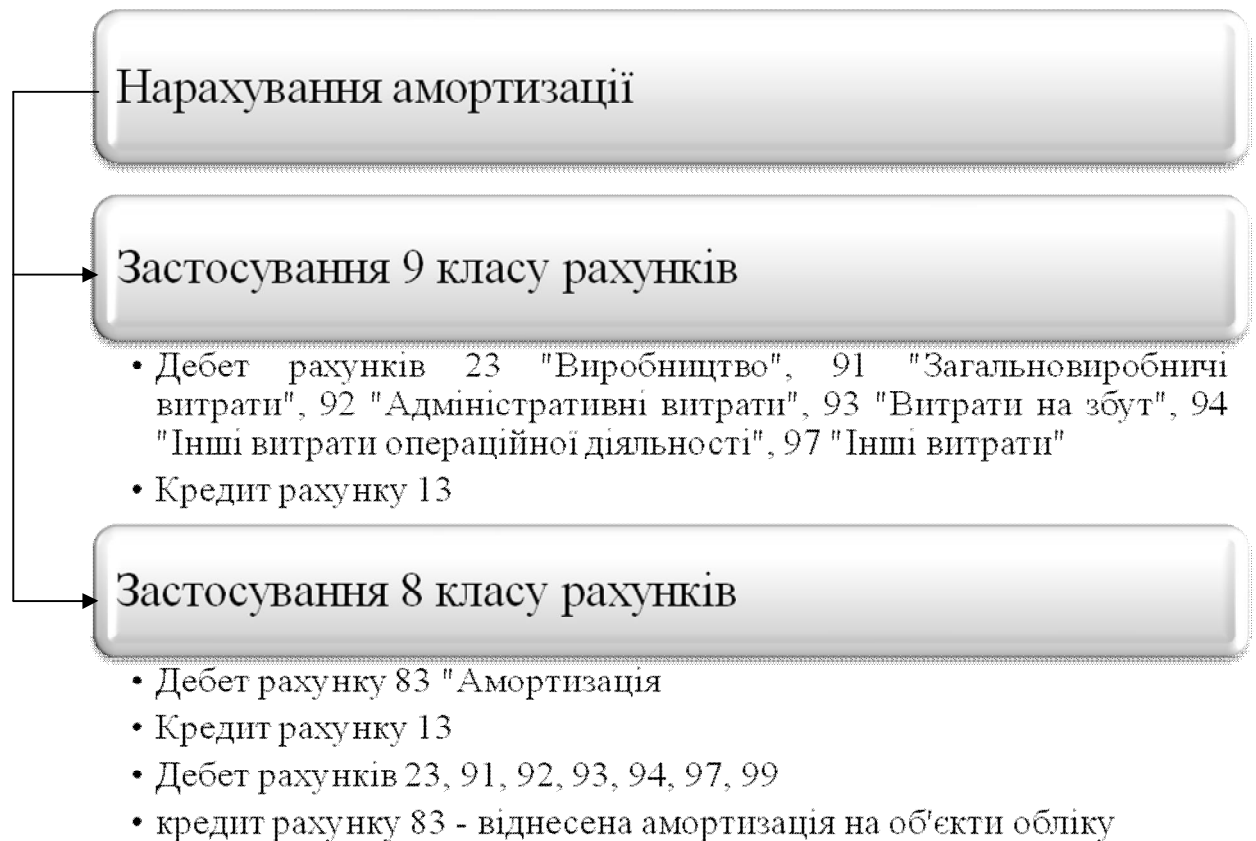 Нарахування амортизації
Застосування 9 класу рахунків
• Дебет рахунків 23 "Виробництво", 91 "Загальновиробничі
витрати", 92 "Адміністративні витрати", 93 "Витрати на збут", 94
"Інші витрати операційної діяльності", 97 "Інші витрати"
• Кредит рахунку 13
Застосування 8 класу рахунків
• Дебет рахунку 83 "Амортизація
• Кредит рахунку 13
• Дебет рахунків 23, 91, 92, 93, 94, 97, 99
• кредит рахунку 83 - віднесена амортизація на об'єкти обліку